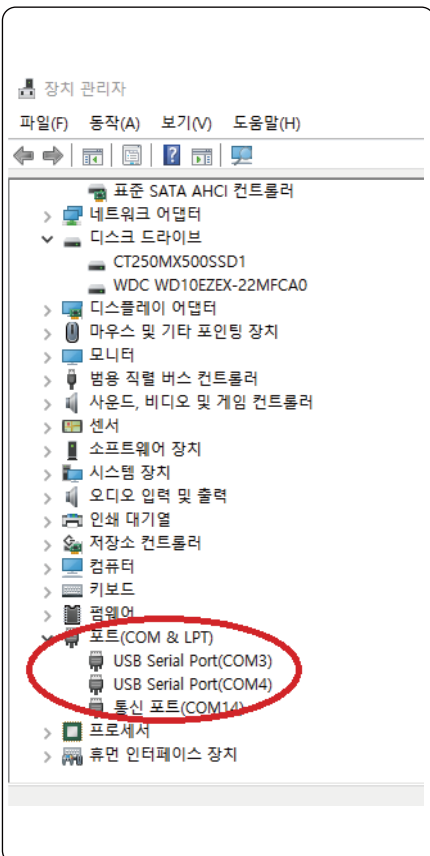 장치 관리자
파일(F) 동작(A) 보기(V) 도움말(H)
표준 SATA AHCI 컨트롤러
네트워크 어댑터
디스크 드라이브
CT250MX500SSD1
WDC WD10EZEX-22MFCA0
디스플레이 어댑터
마우스 및 기타 포인팅 장치
모니터
범용 직렬 버스 컨트롤러
사운드, 비디오 및 게임 컨트롤러
센서
소프트웨어 장치
시스템 장치
오디오 입력 및 출력
인쇄 대기열
저장소 컨트롤러
컴퓨터
키보드
펌웨어
포트(COM & LPT)
USB Serial Port(COM3)
USB Serial Port(COM4)
통신 포트(COM14)
프로세서
휴먼 인터페이스 장치